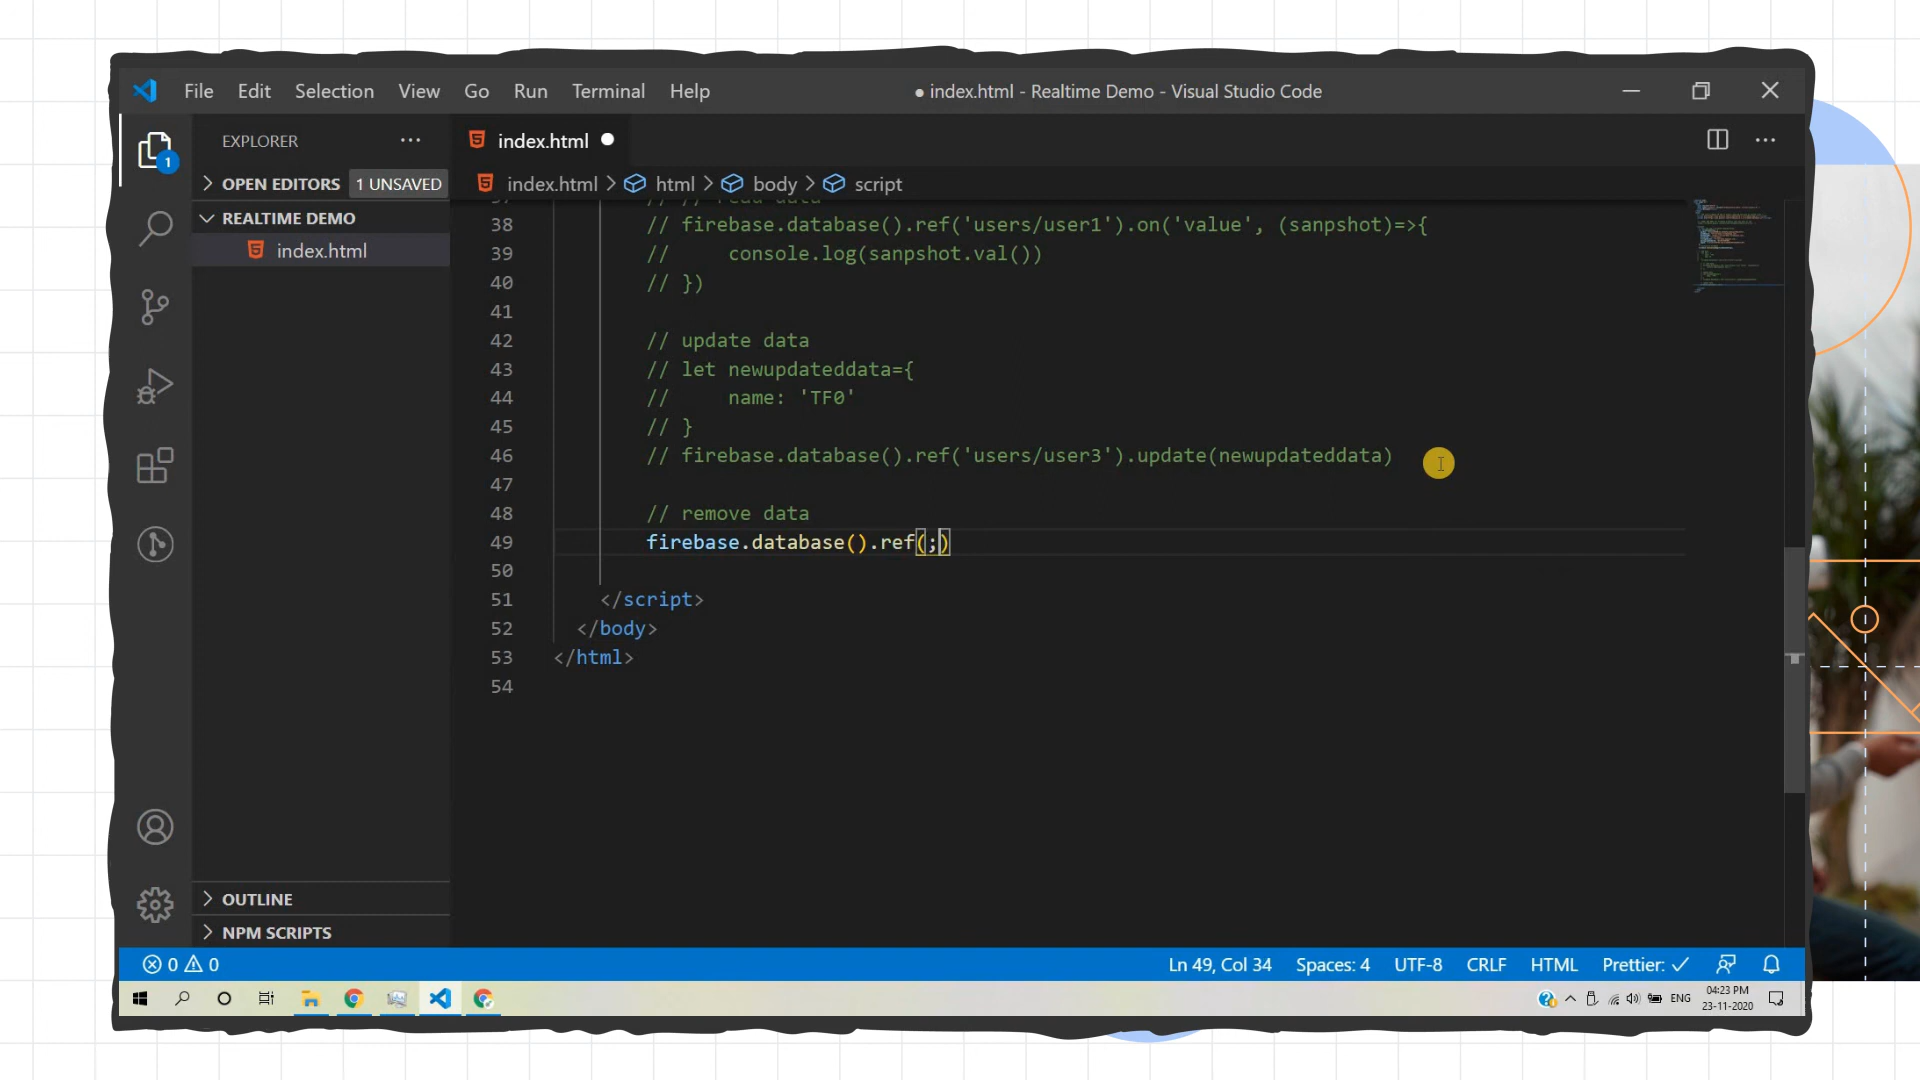 File Edit Selection View Go Run Terminal Help
● index.html - Realtime Demo - Visual Studio Code
EXPLORER
index.html
OPEN EDITORS 1 UNSAVED
index.html > html > body > script
REALTIME DEMO
index.html
// // read data
38 // firebase.database().ref('users/user1').on('value', (sanpshot)=>{
39 // console.log(sanpshot.val())
40 // })
41
42 // update data
43 // let newupdateddata={
44 // name: 'TF0'
45 // }
46 // firebase.database().ref('users/user3').update(newupdateddata)
47
48 // remove data
49 firebase.database().ref(;)
50
51 </script>
52 </body>
53 </html>
54
OUTLINE
NPM SCRIPTS
0 0
Ln 49, Col 34 Spaces: 4 UTF-8 CRLF HTML Prettier: ✓
ENG
04:23 PM
23-11-2020
1